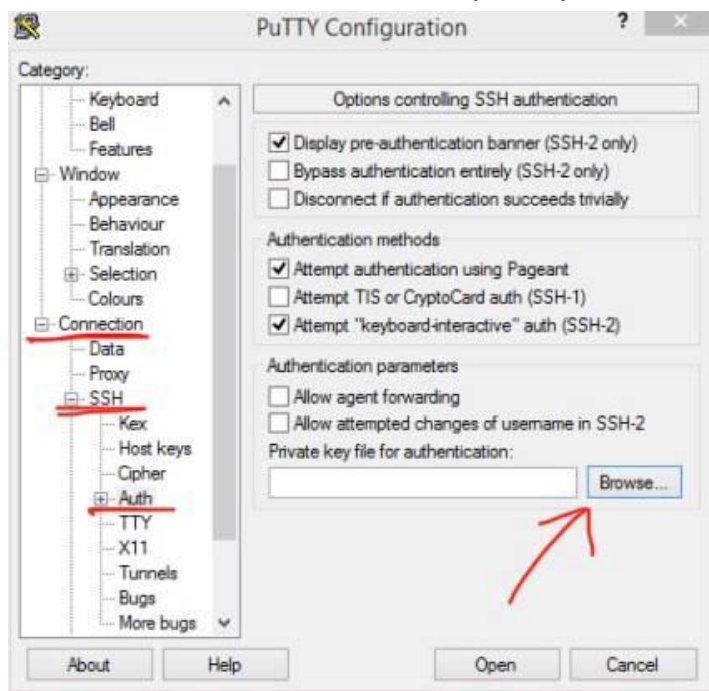 PuTTY Configuration
?
×
Category:
Keyboard
Bell
Features
Window
Appearance
Behaviour
Translation
Selection
Colours
Connection
Data
Proxy
SSH
Kex
Host keys
Cipher
Auth
TTY
X11
Tunnels
Bugs
More bugs
Options controlling SSH authentication
Display pre-authentication banner (SSH-2 only)
Bypass authentication entirely (SSH-2 only)
Disconnect if authentication succeeds trivially
Authentication methods
Attempt authentication using Pageant
Attempt TIS or CryptoCard auth (SSH-1)
Attempt "keyboard-interactive" auth (SSH-2)
Authentication parameters
Allow agent forwarding
Allow attempted changes of username in SSH-2
Private key file for authentication:
Browse...
About
Help
Open
Cancel